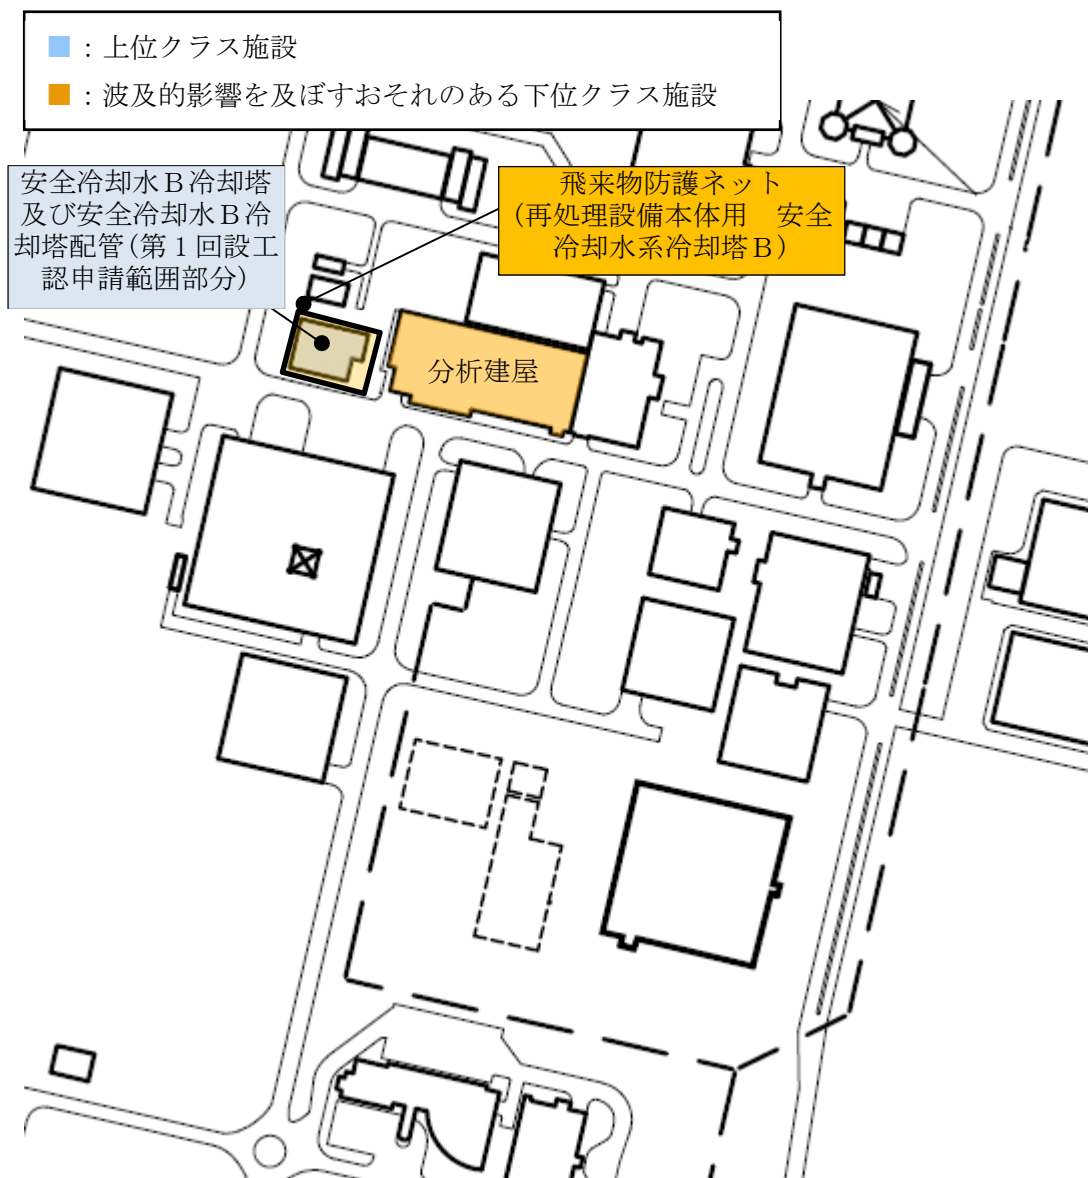 ■：上位クラス施設
■：波及的影響を及ぼすおそれのある下位クラス施設
安全冷却水Ｂ冷却塔
及び安全冷却水Ｂ冷
却塔配管(第１回設工
認申請範囲部分)
飛来物防護ネット
(再処理設備本体用　安全
冷却水系冷却塔Ｂ)
分析建屋